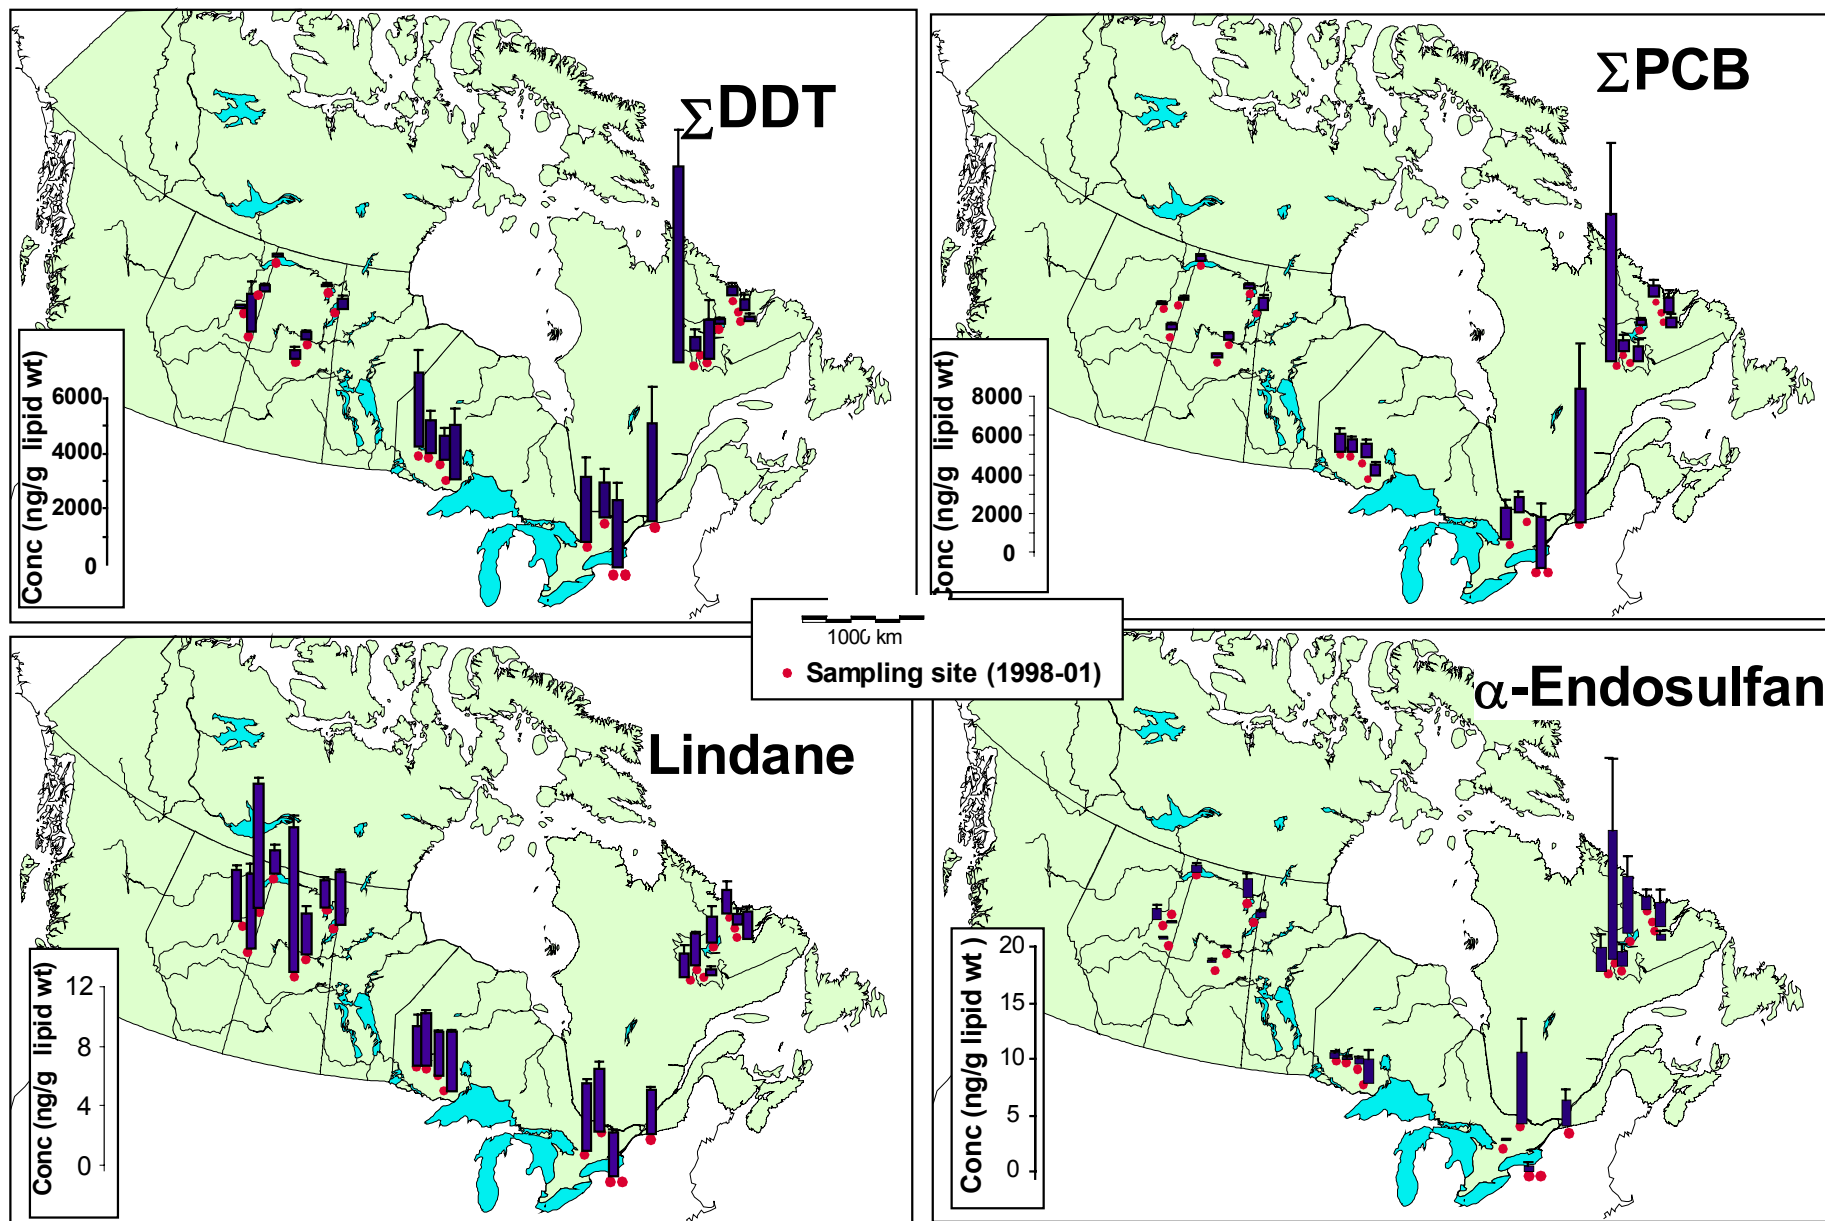 ΣDDT
6000
4000
2000
0
Conc (ng/g lipid wt)
ΣPCB
8000
6000
4000
2000
0
Conc (ng/g lipid wt)
1000 km
Sampling site (1998-01)
Lindane
12
8
4
0
Conc (ng/g lipid wt)
α-Endosulfan
20
15
10
5
0
Conc (ng/g lipid wt )